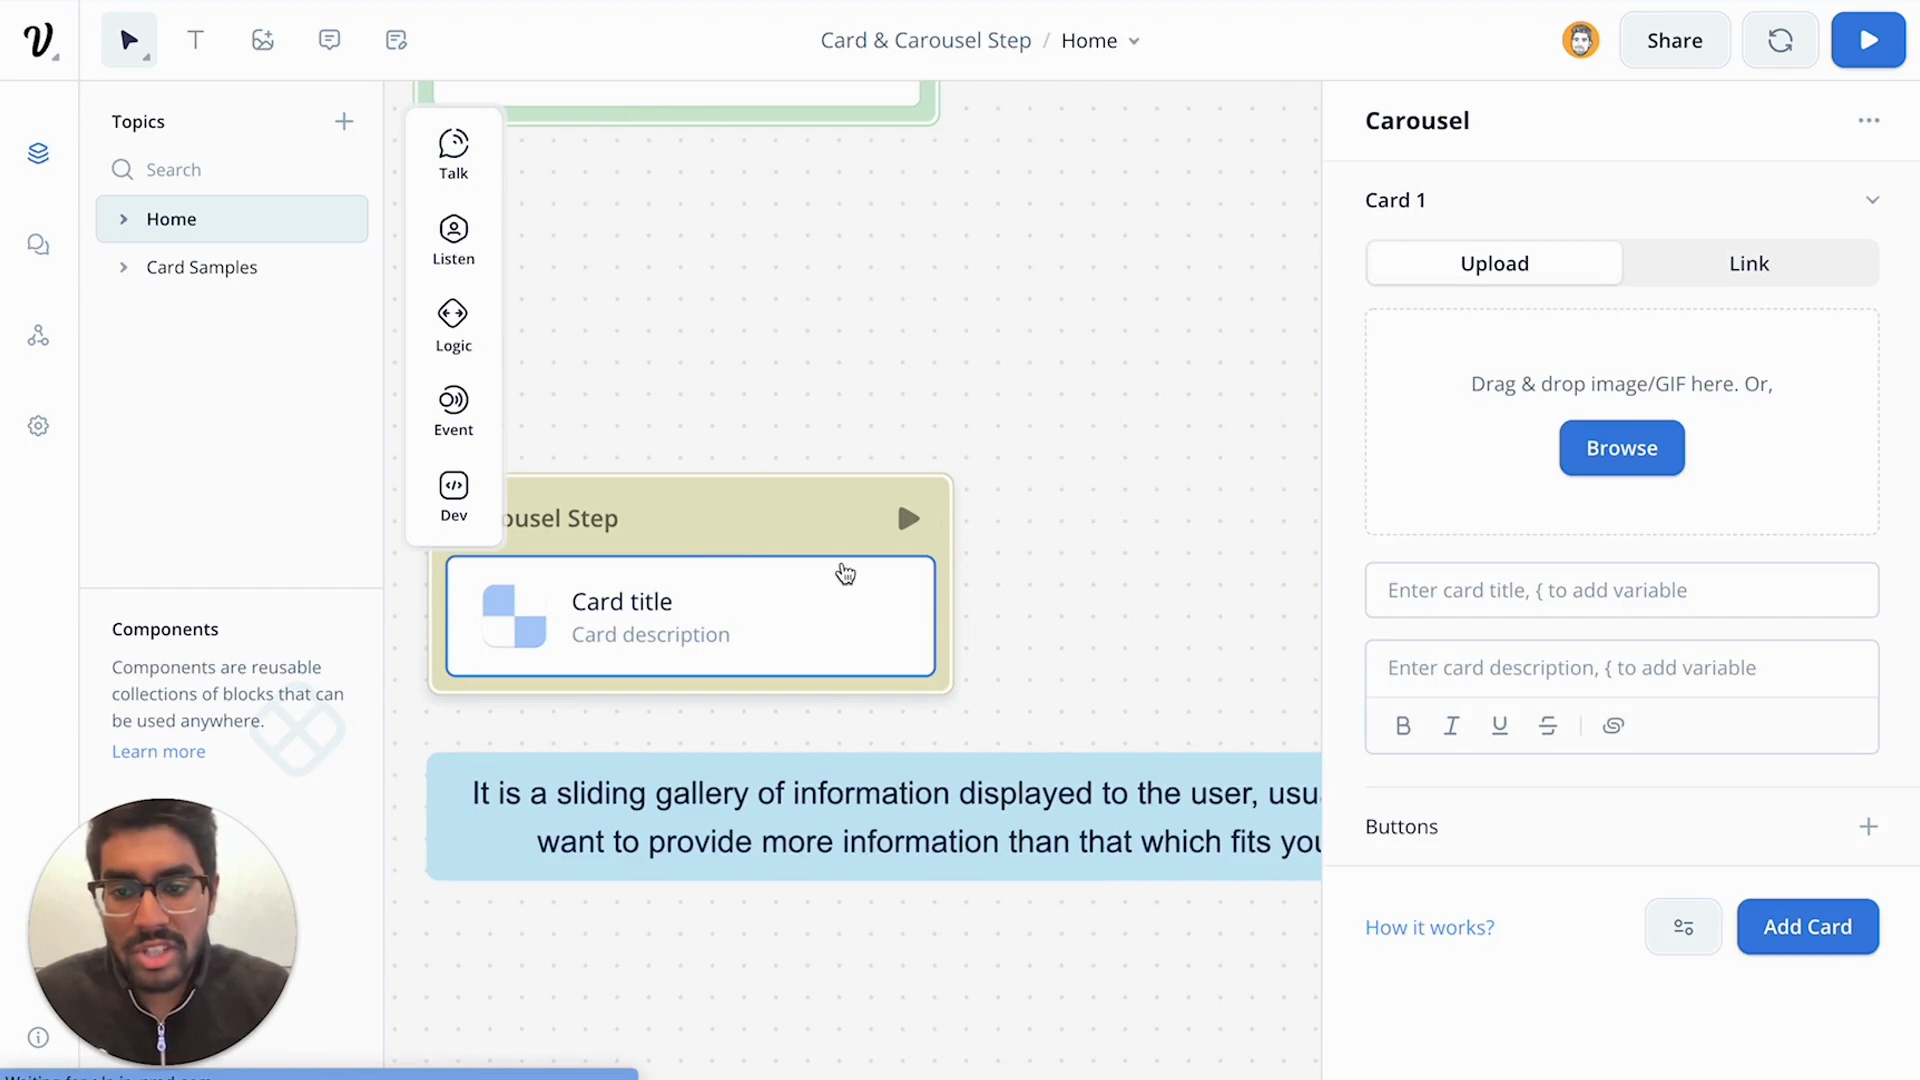 Card & Carousel Step / Home
Share
Topics
Search
Home
Card Samples
Components
Components are reusable
collections of blocks that can
be used anywhere.
Learn more
Talk
Listen
Logic
Event
Dev
ousel Step
Card title
Card description
It is a sliding gallery of information displayed to the user, usu
want to provide more information than that which fits you
Carousel
Card 1
Upload
Link
Drag & drop image/GIF here. Or,
Browse
Enter card title, { to add variable
Enter card description, { to add variable
B I U S
Buttons
How it works?
Add Card